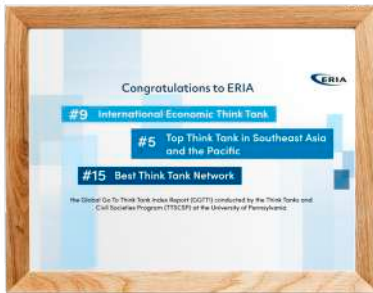 ERIA
Congratulations to ERIA
#9 International Economic Think Tank
#5 Top Think Tank in Southeast Asia
and the Pacific
#15 Best Think Tank Network
the Global Go To Think Tank Index Report (GGTTI) conducted by the Think Tanks and
Civil Societies Program (TTSCSP) at the University of Pennsylvania